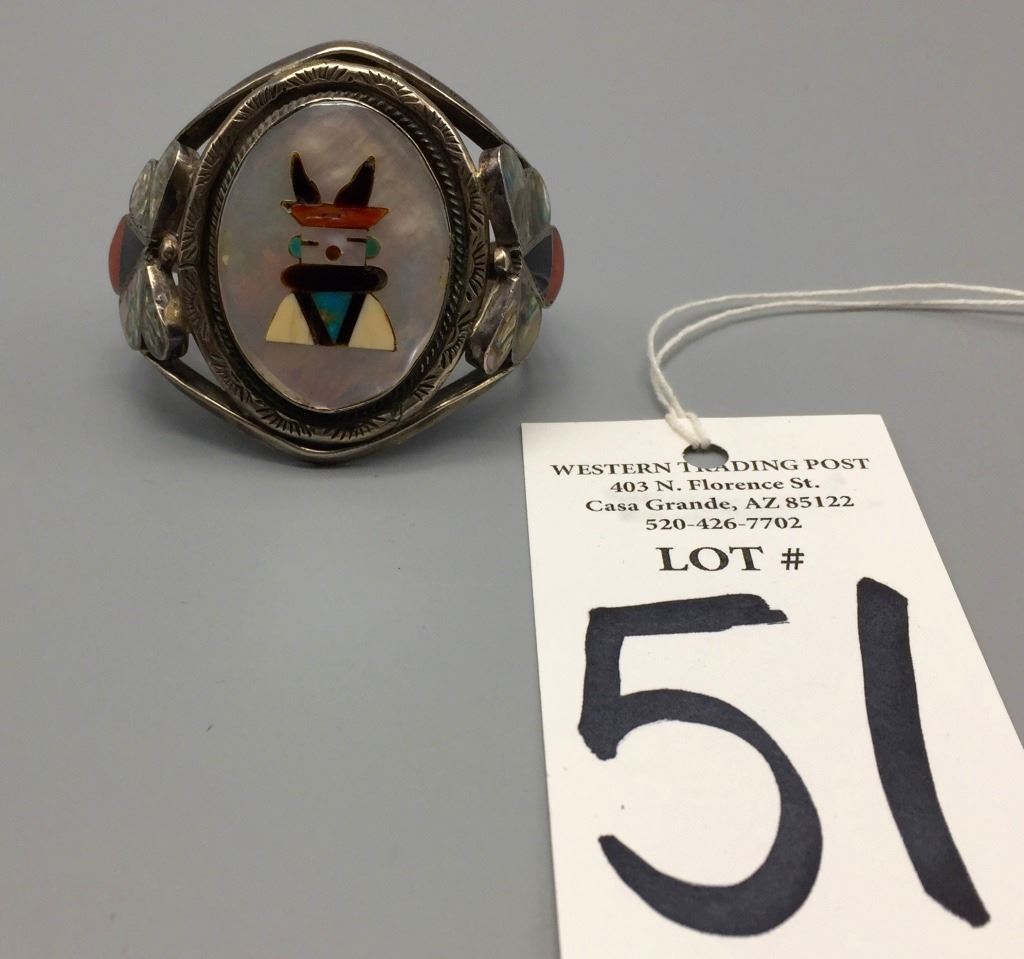 WESTERN TRADING POST
403 N. Florence St.
Casa Grande, AZ 85122
520-426-7702
LOT #
51